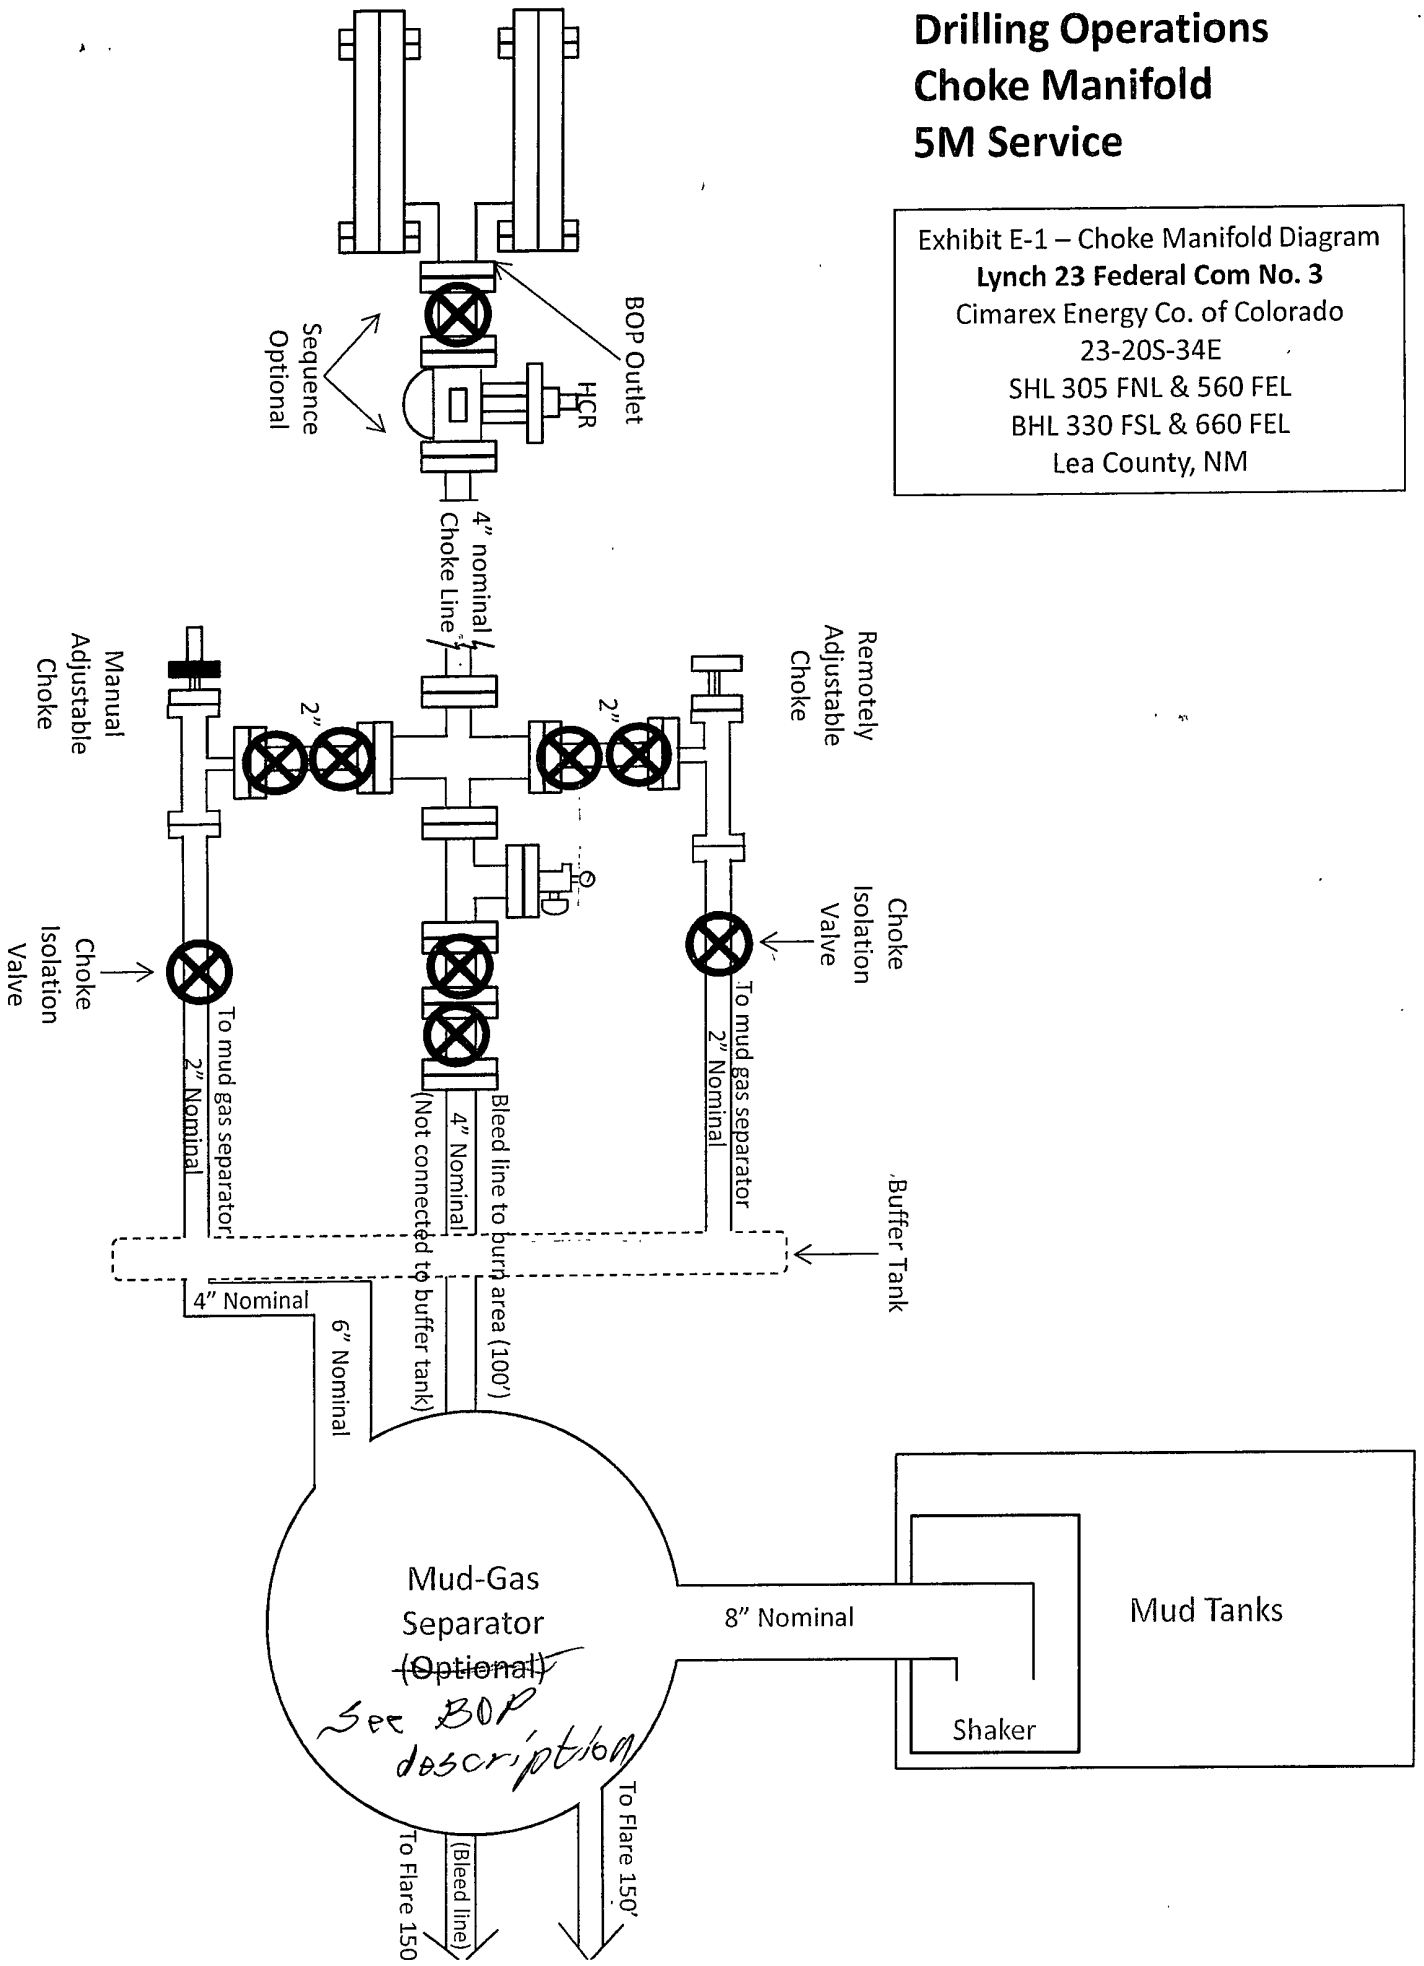 Drilling Operations
Choke Manifold
5M Service
Exhibit E-1 – Choke Manifold Diagram
Lynch 23 Federal Com No. 3
Cimarex Energy Co. of Colorado
23-20S-34E
SHL 305 FNL & 560 FEL
BHL 330 FSL & 660 FEL
Lea County, NM
BOP Outlet
HCR
Sequence
Optional
4” nominal
Choke Line
Remotely
Adjustable
Choke
2”
2”
Manual
Adjustable
Choke
Choke
Isolation
Valve
Choke
Isolation
Valve
To mud gas separator
2” Nominal
Bleed line to burn area (100’)
4” Nominal
(Not connected to buffer tank)
To mud gas separator
2” Nominal
Buffer Tank
4” Nominal
6” Nominal
Mud-Gas
Separator
(Optional)
See BOP
description
8” Nominal
Mud Tanks
Shaker
To Flare 150’
(Bleed line)
To Flare 150